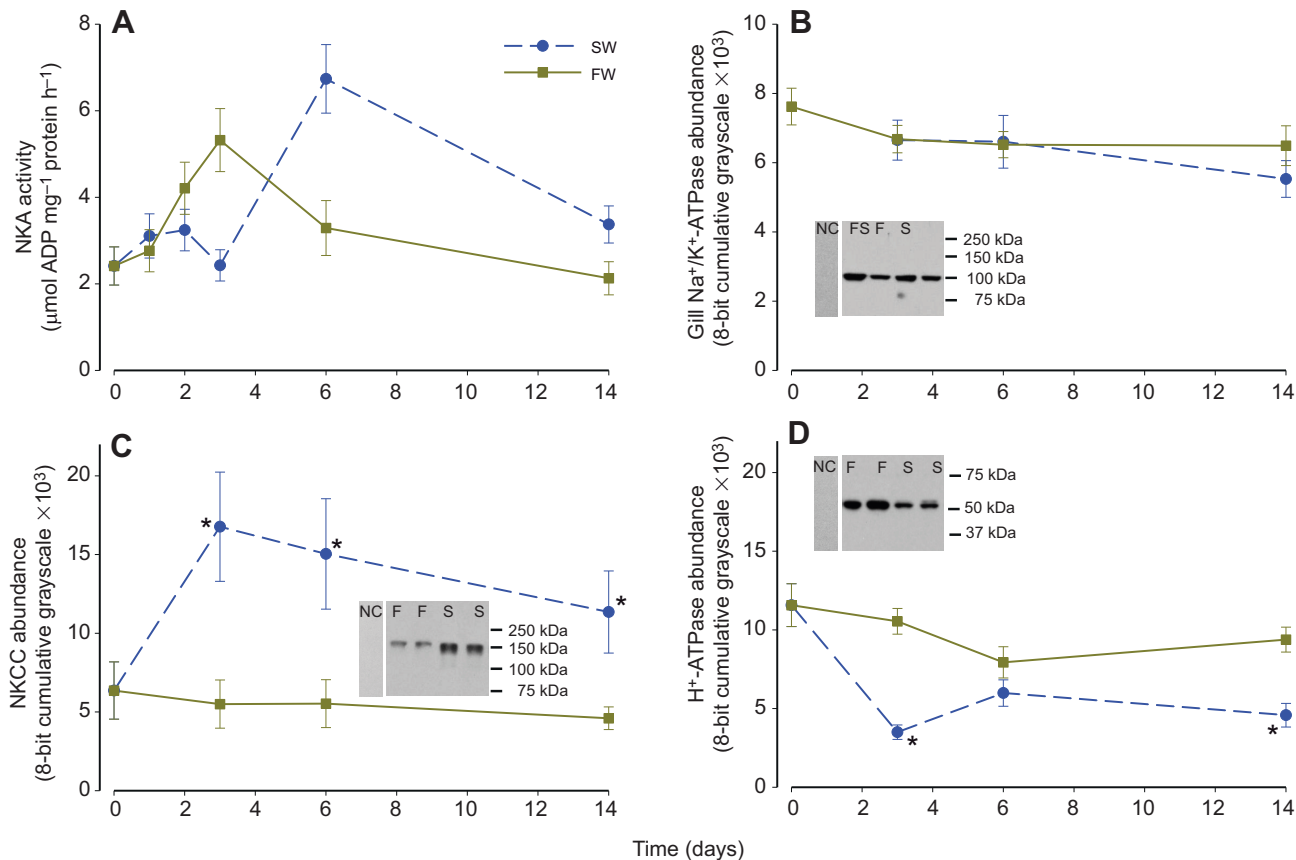 A
8
6
4
2
0
NKA activity
(µmol ADP mg⁻¹ protein h⁻¹)
SW
FW
0 2 4 6 8 10 12 14
B
10
8
6
4
2
0
Gill Na⁺/K⁺-ATPase abundance
(8-bit cumulative grayscale ×10³)
NC FS F S
250 kDa
150 kDa
100 kDa
75 kDa
0 2 4 6 8 10 12 14
C
20
15
10
5
0
NKCC abundance
(8-bit cumulative grayscale ×10³)
* * *
NC F F S S
250 kDa
150 kDa
100 kDa
75 kDa
0 2 4 6 8 10 12 14
D
20
15
10
5
0
H⁺-ATPase abundance
(8-bit cumulative grayscale ×10³)
NC F F S S
75 kDa
50 kDa
37 kDa
* *
0 2 4 6 8 10 12 14
Time (days)